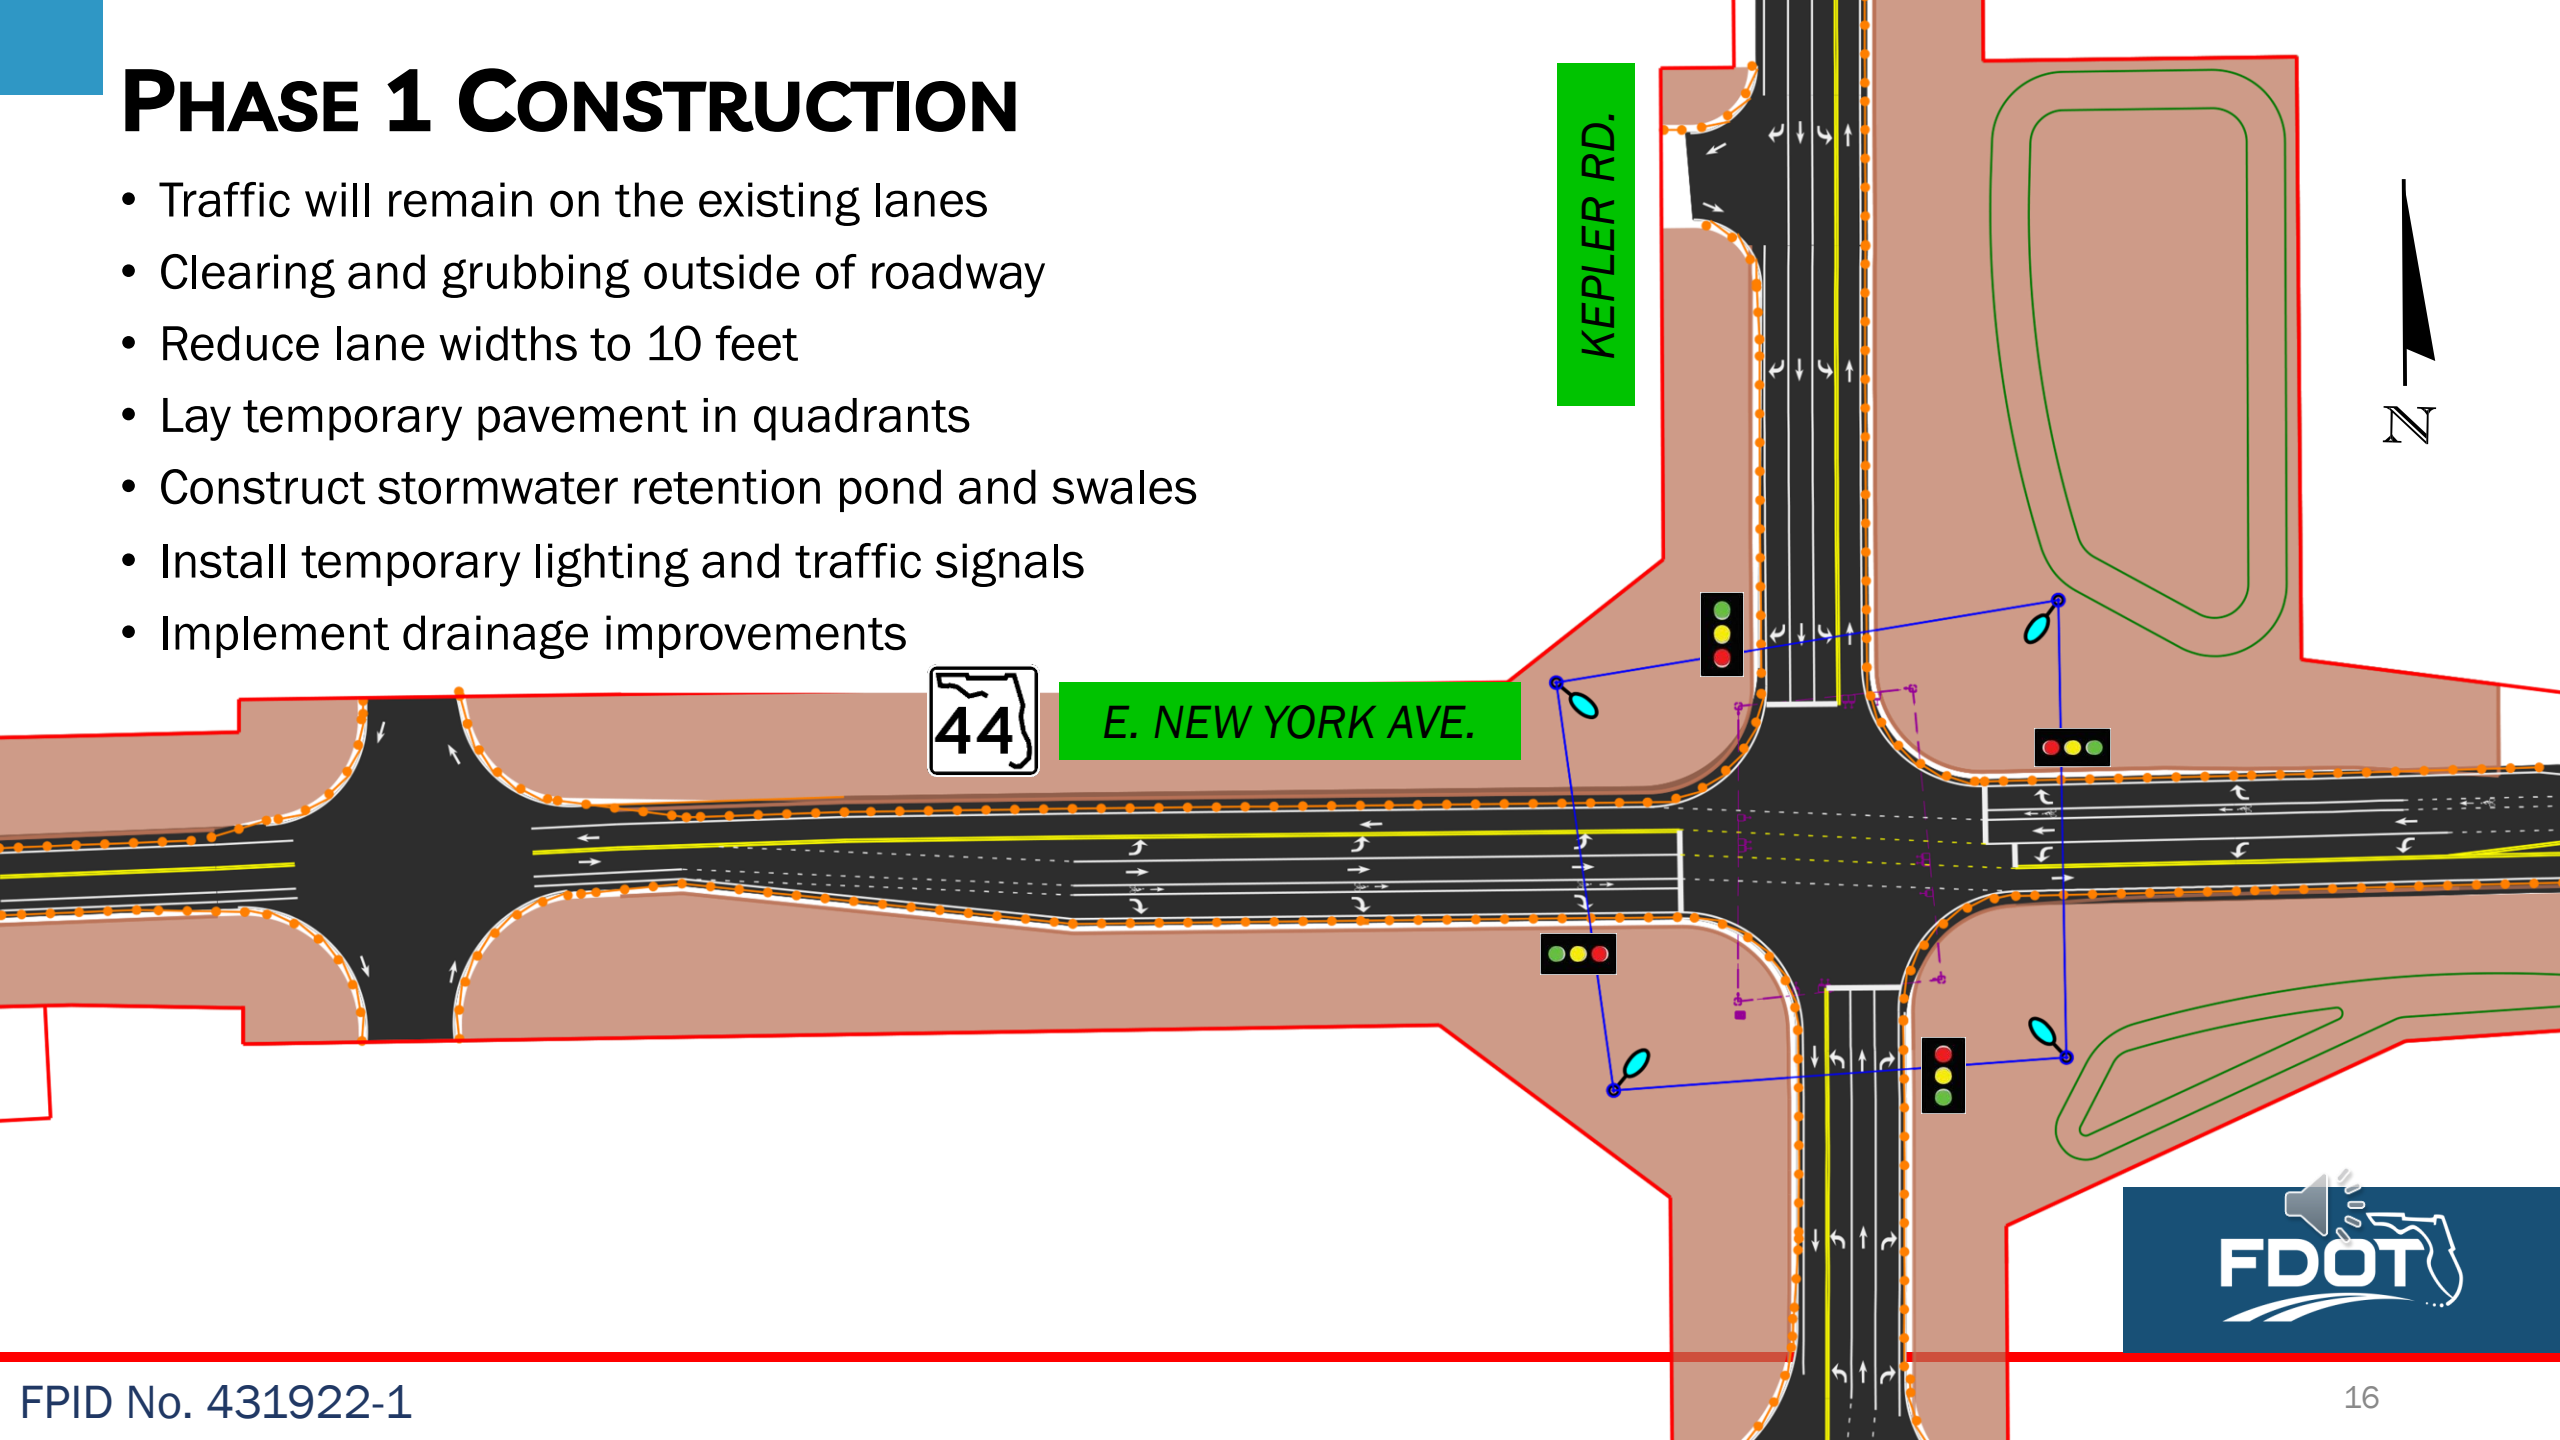 PHASE 1 CONSTRUCTION
• Traffic will remain on the existing lanes
• Clearing and grubbing outside of roadway
• Reduce lane widths to 10 feet
• Lay temporary pavement in quadrants
• Construct stormwater retention pond and swales
• Install temporary lighting and traffic signals
• Implement drainage improvements
KEPLER RD.
N
44
E. NEW YORK AVE.
FDOT
FPID No. 431922-1
16